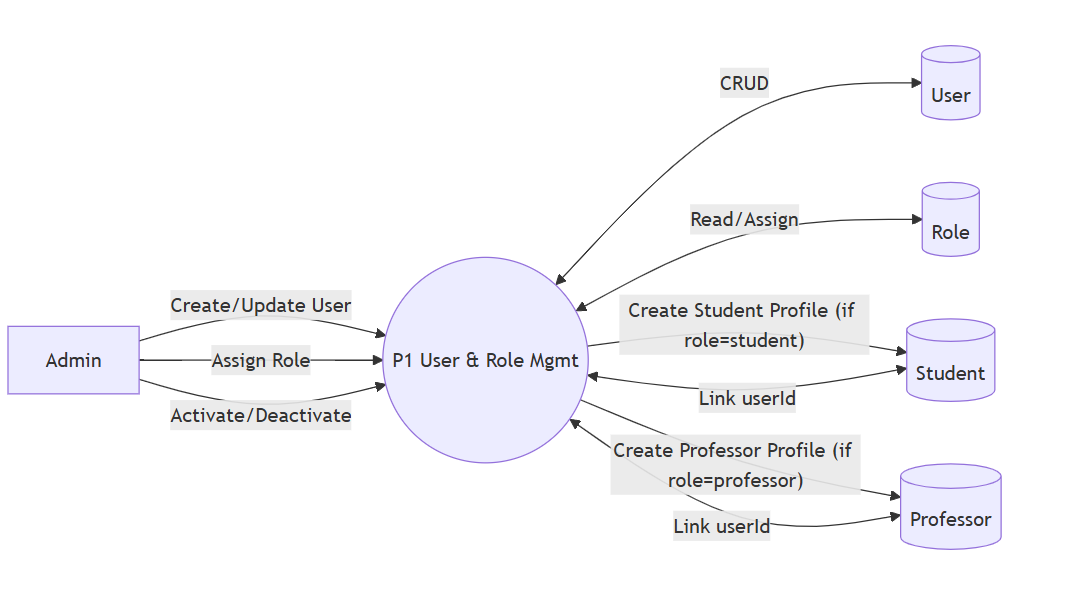 CRUD
User
Read/Assign
Role
Create/Update User
Create Student Profile (if
role=student)
Admin
Assign Role
P1 User & Role Mgmt
Student
Activate/Deactivate
Link userId
Create Professor Profile (if
role=professor)
Professor
Link userId